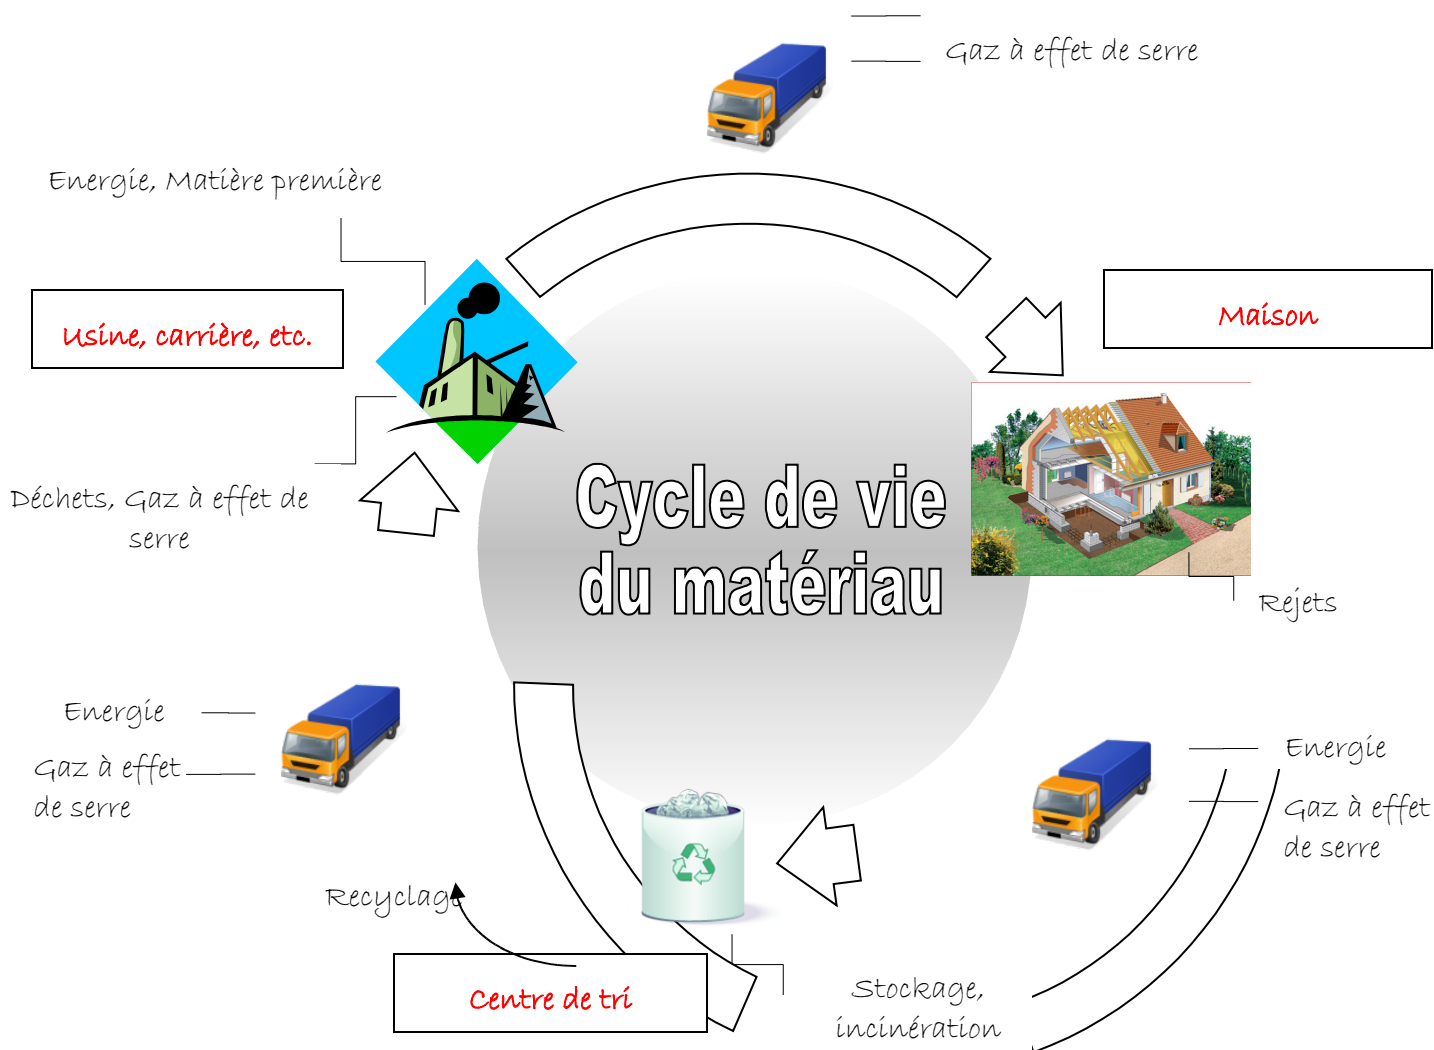 Gaz à effet de serre
Energie, Matière première
Usine, carrière, etc.
Maison
Déchets, Gaz à effet de
serre
Cycle de vie
du matériau
Rejets
Energie
Gaz à effet
de serre
Energie
Gaz à effet
de serre
Recyclage
Centre de tri
Stockage,
incinération